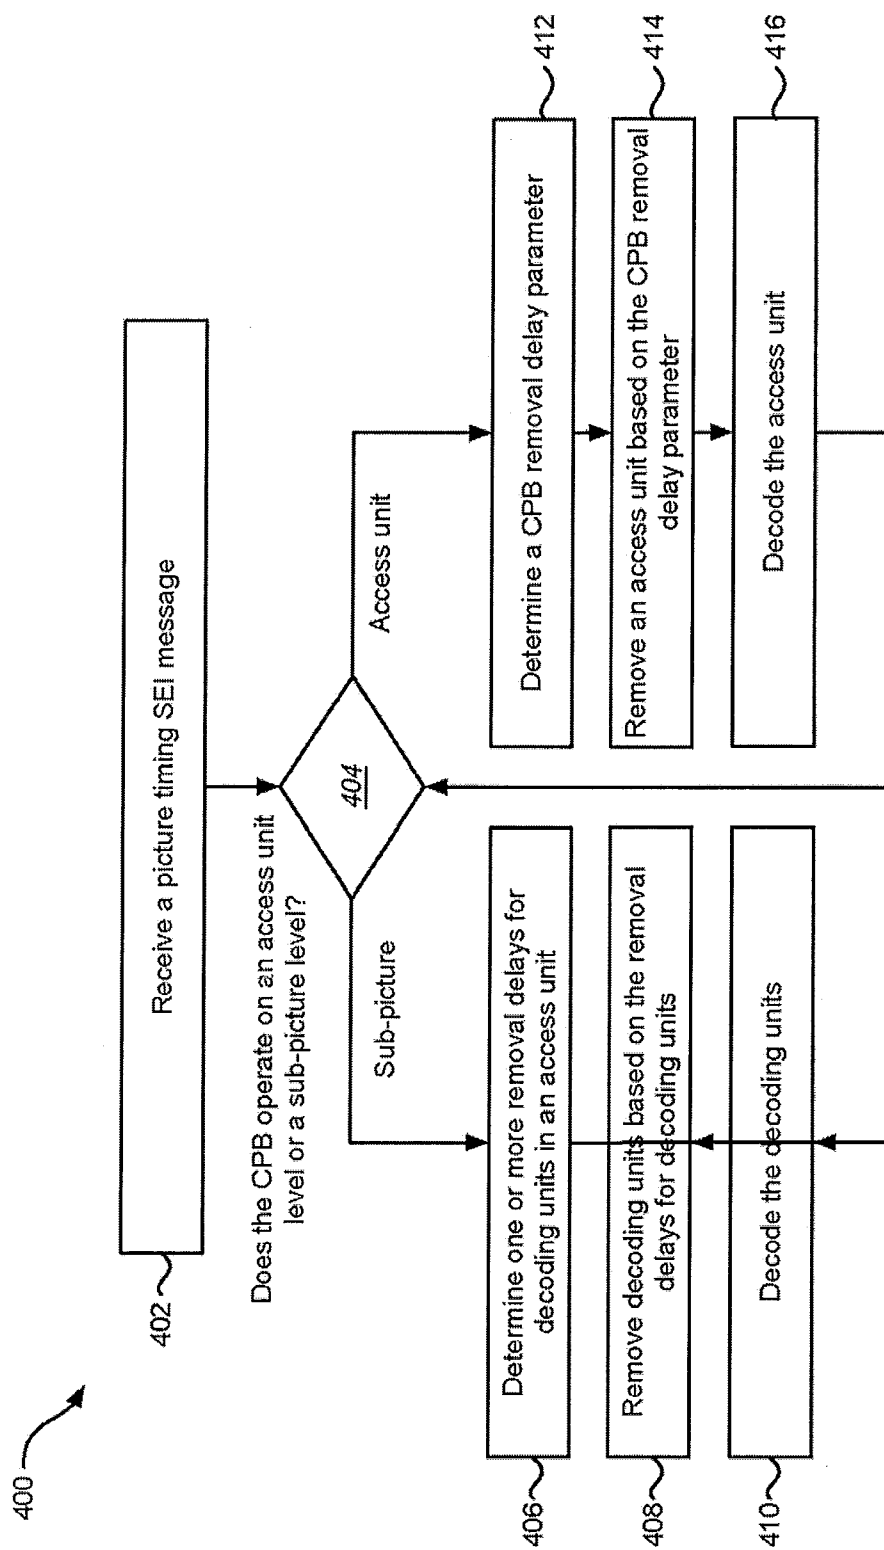 400
402
Receive a picture timing SEI message
Does the CPB operate on an access unit
level or a sub-picture level?
404
Sub-picture
Access unit
406
Determine one or more removal delays for
decoding units in an access unit
408
Remove decoding units based on the removal
delays for decoding units
410
Decode the decoding units
412
Determine a CPB removal delay parameter
414
Remove an access unit based on the CPB removal
delay parameter
416
Decode the access unit